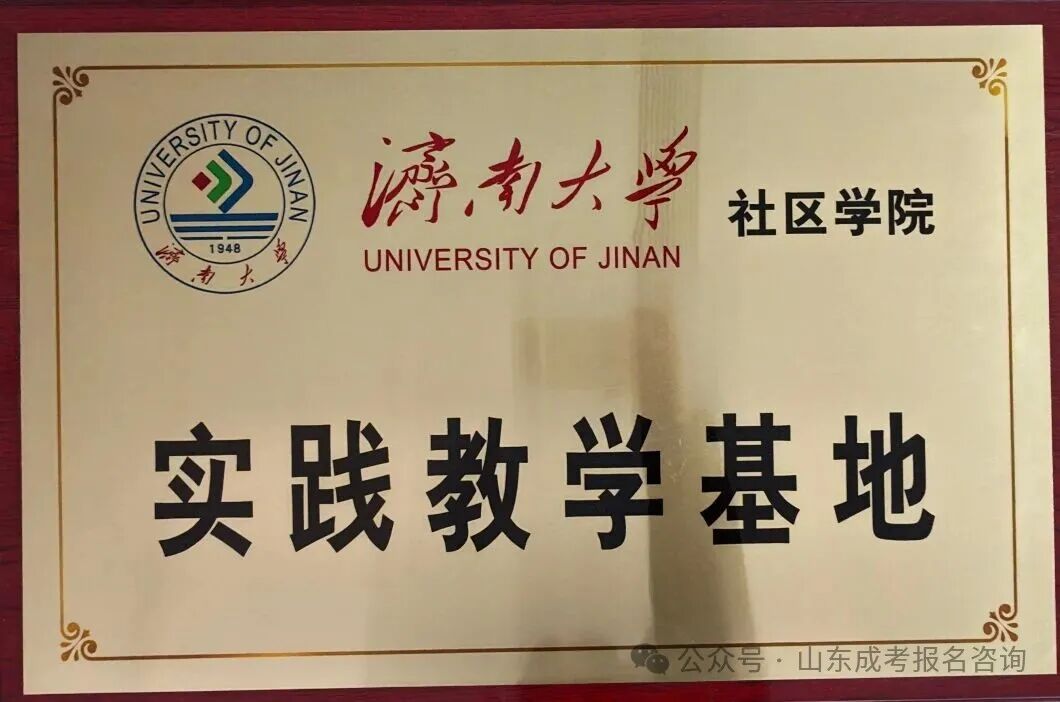 UNIVERSITY OF JINAN
1948
濟南大學
濟南大學 社区学院
UNIVERSITY OF JINAN
实践教学基地
公众号 · 山东成考报名咨询